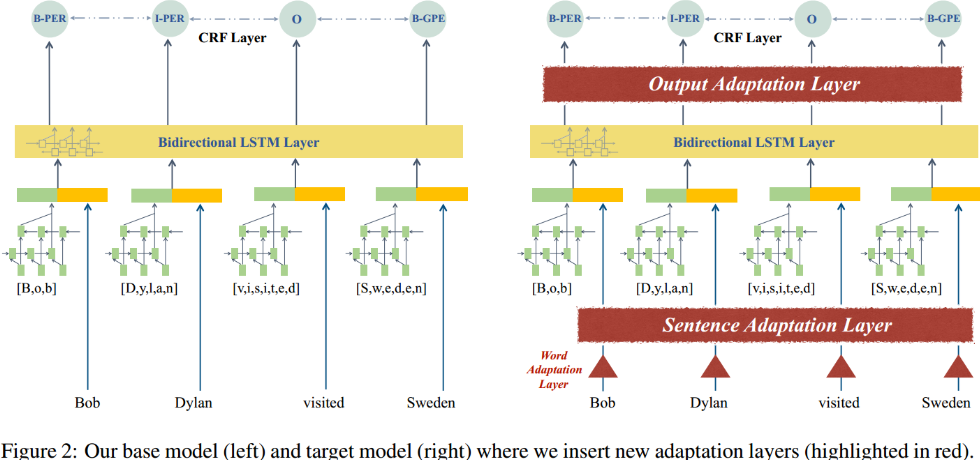 B-PER I-PER O B-GPE B-PER I-PER O B-GPE
CRF Layer CRF Layer
Output Adaptation Layer
Bidirectional LSTM Layer Bidirectional LSTM Layer
[B,o,b] [D,y,l,a,n] [v,i,s,i,t,e,d] [S,w,e,d,e,n] [B,o,b] [D,y,l,a,n] [v,i,s,i,t,e,d] [S,w,e,d,e,n]
Sentence Adaptation Layer
Word
Adaptation
Layer
Bob Dylan visited Sweden Bob Dylan visited Sweden
Figure 2: Our base model (left) and target model (right) where we insert new adaptation layers (highlighted in red).